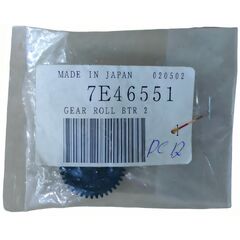 MADE IN JAPAN 020502
7E46551
GEAR ROLL BTR 2
PC 12